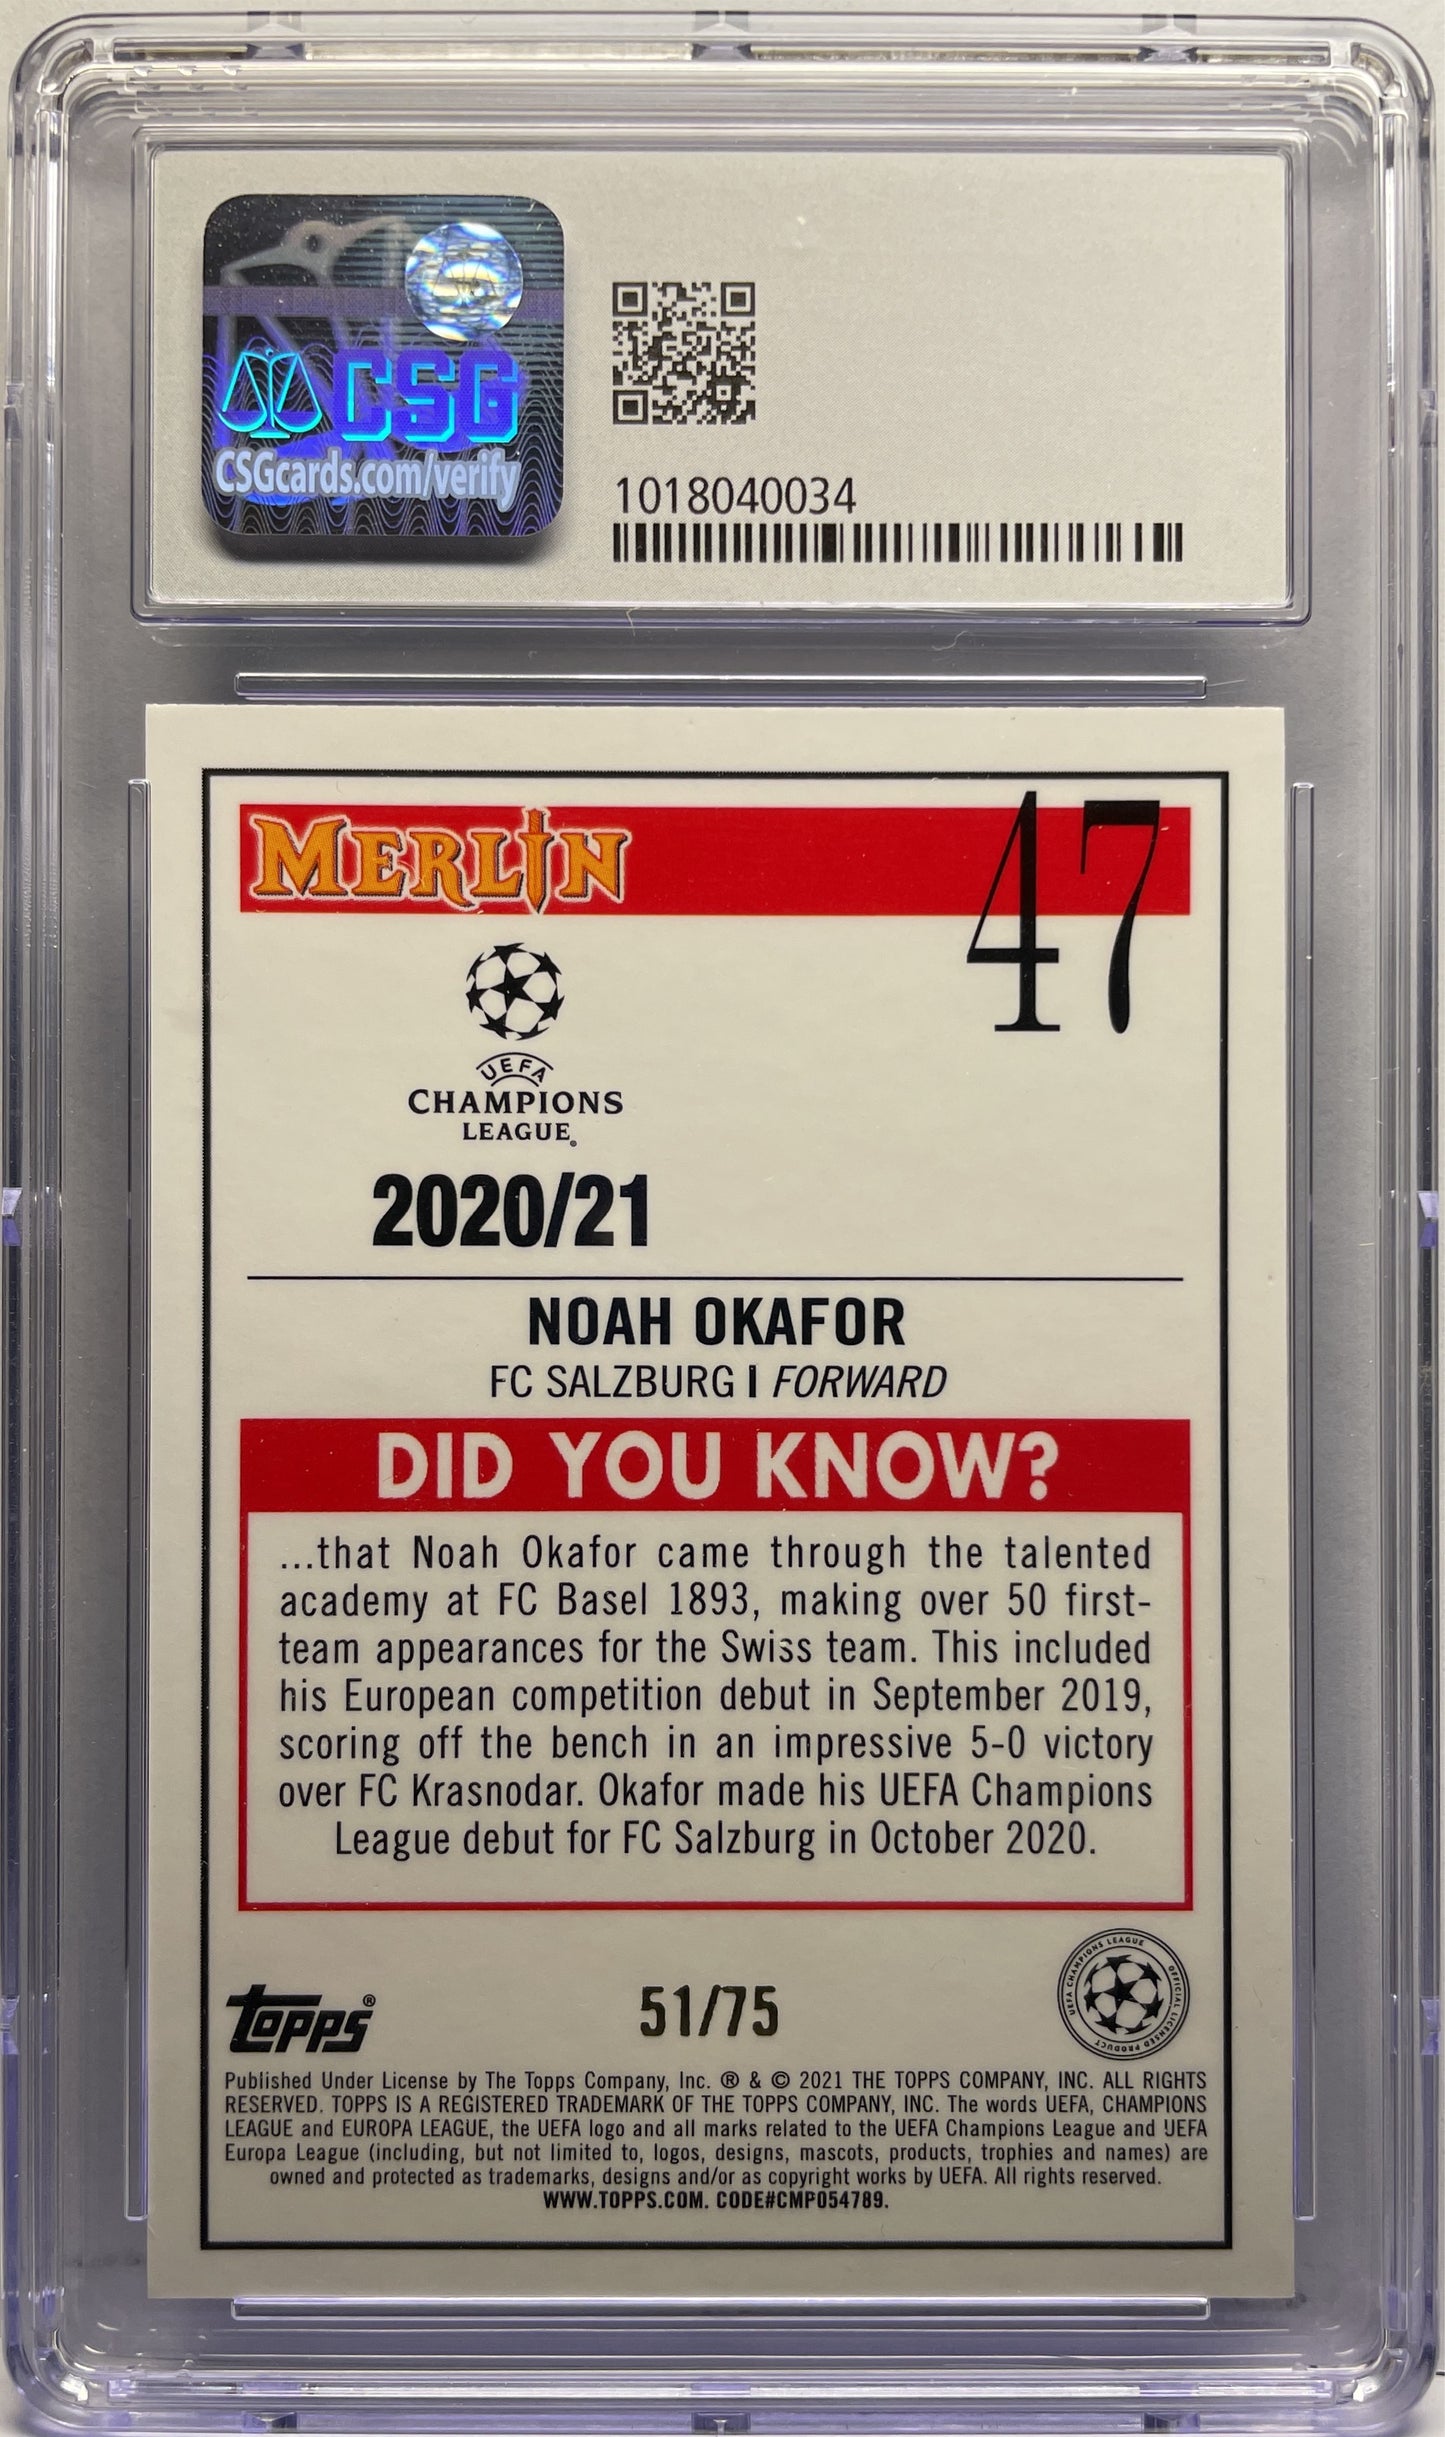 CSG
CSGcards.com/verify
1018040034
MERLIN
47
UEFA
CHAMPIONS
LEAGUE®
2020/21
NOAH OKAFOR
FC SALZBURG | FORWARD
DID YOU KNOW?
...that Noah Okafor came through the talented
academy at FC Basel 1893, making over 50 first-
team appearances for the Swiss team. This included
his European competition debut in September 2019,
scoring off the bench in an impressive 5-0 victory
over FC Krasnodar. Okafor made his UEFA Champions
League debut for FC Salzburg in October 2020.
topps®
51/75
UEFA CHAMPIONS LEAGUE OFFICIAL LICENSED PRODUCT
Published Under License by The Topps Company, Inc. ® & © 2021 THE TOPPS COMPANY, INC. ALL RIGHTS
RESERVED. TOPPS IS A REGISTERED TRADEMARK OF THE TOPPS COMPANY, INC. The words UEFA, CHAMPIONS
LEAGUE and EUROPA LEAGUE, the UEFA logo and all marks related to the UEFA Champions League and UEFA
Europa League (including, but not limited to, logos, designs, mascots, products, trophies and names) are
owned and protected as trademarks, designs and/or as copyright works by UEFA. All rights reserved.
WWW.TOPPS.COM. CODE#CMP054789.